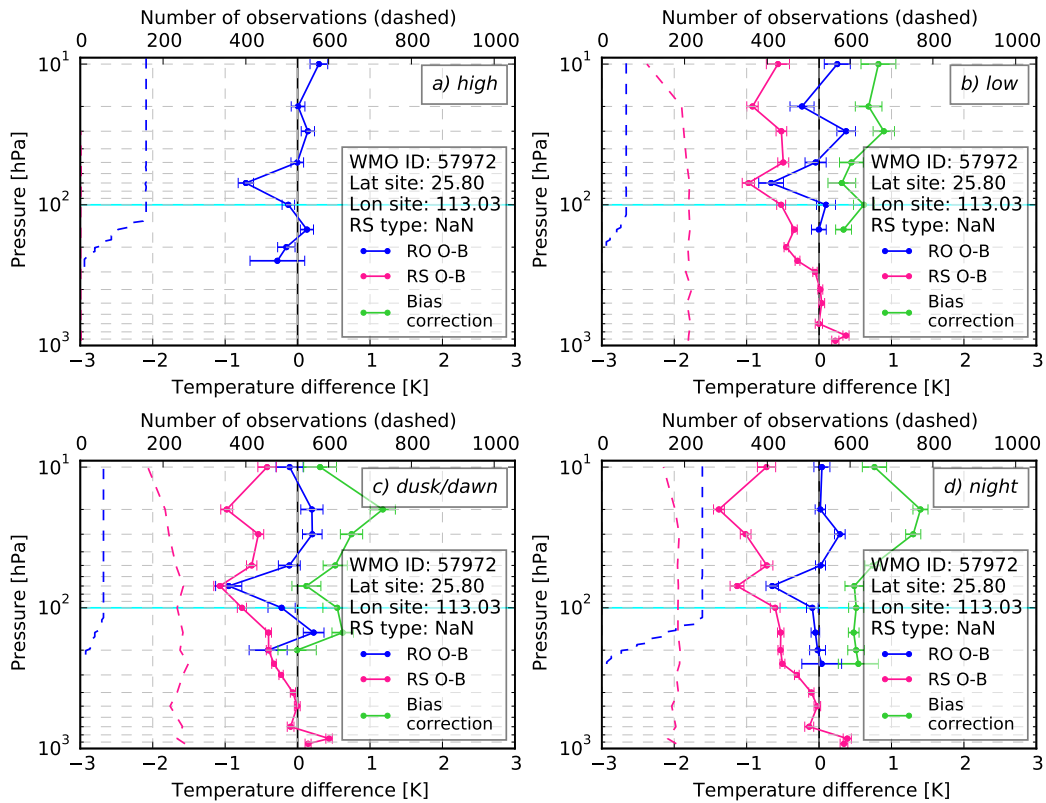 Number of observations (dashed)
0 200 400 600 800 1000
10¹
10²
10³
Pressure [hPa]
a) high
WMO ID: 57972
Lat site: 25.80
Lon site: 113.03
RS type: NaN
RO O-B
RS O-B
Bias
correction
−3 −2 −1 0 1 2 3
Temperature difference [K]
Number of observations (dashed)
0 200 400 600 800 1000
10¹
10²
10³
Pressure [hPa]
b) low
WMO ID: 57972
Lat site: 25.80
Lon site: 113.03
RS type: NaN
RO O-B
RS O-B
Bias
correction
−3 −2 −1 0 1 2 3
Temperature difference [K]
Number of observations (dashed)
0 200 400 600 800 1000
10¹
10²
10³
Pressure [hPa]
c) dusk/dawn
WMO ID: 57972
Lat site: 25.80
Lon site: 113.03
RS type: NaN
RO O-B
RS O-B
Bias
correction
−3 −2 −1 0 1 2 3
Temperature difference [K]
Number of observations (dashed)
0 200 400 600 800 1000
10¹
10²
10³
Pressure [hPa]
d) night
WMO ID: 57972
Lat site: 25.80
Lon site: 113.03
RS type: NaN
RO O-B
RS O-B
Bias
correction
−3 −2 −1 0 1 2 3
Temperature difference [K]